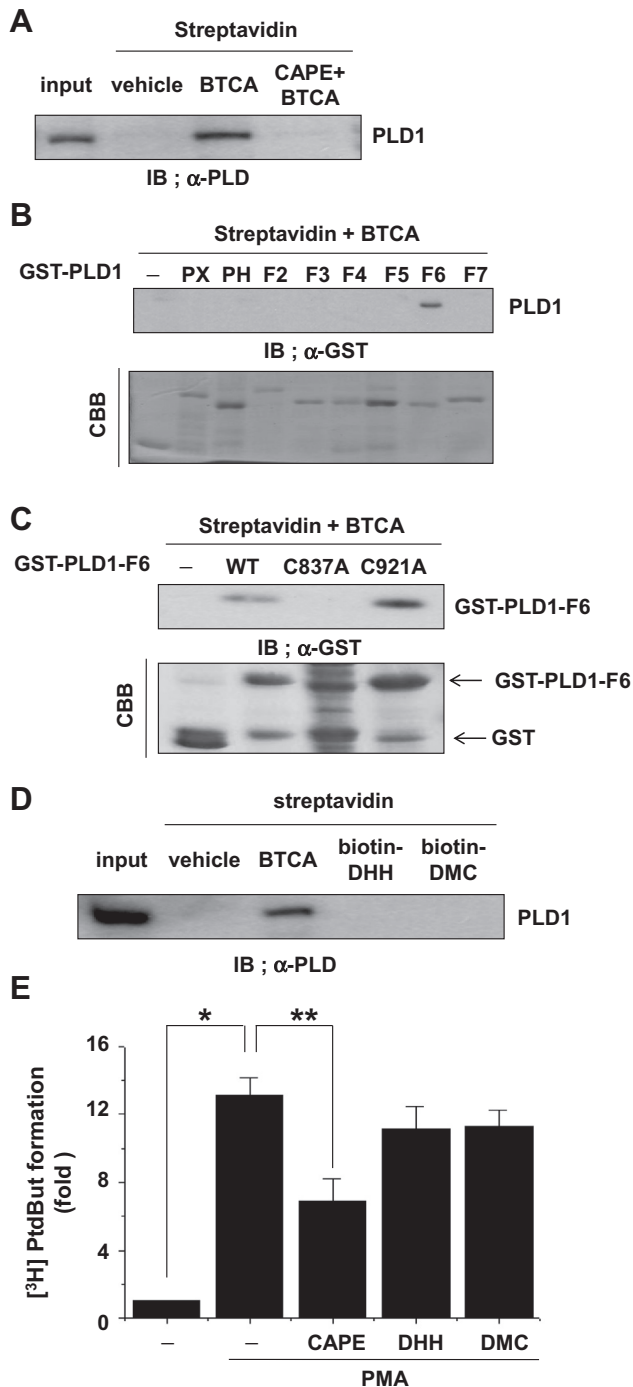 A
Streptavidin
input vehicle BTCA CAPE+
BTCA
PLD1
IB ; α-PLD
B
Streptavidin + BTCA
GST-PLD1 – PX PH F2 F3 F4 F5 F6 F7
PLD1
IB ; α-GST
CBB
C
Streptavidin + BTCA
GST-PLD1-F6 – WT C837A C921A
GST-PLD1-F6
IB ; α-GST
CBB
GST-PLD1-F6
GST
D
streptavidin
input vehicle BTCA biotin-
DHH biotin-
DMC
PLD1
IB ; α-PLD
E
* **
[³H] PtdBut formation
(fold )
16
12
8
4
0
– – CAPE DHH DMC
PMA